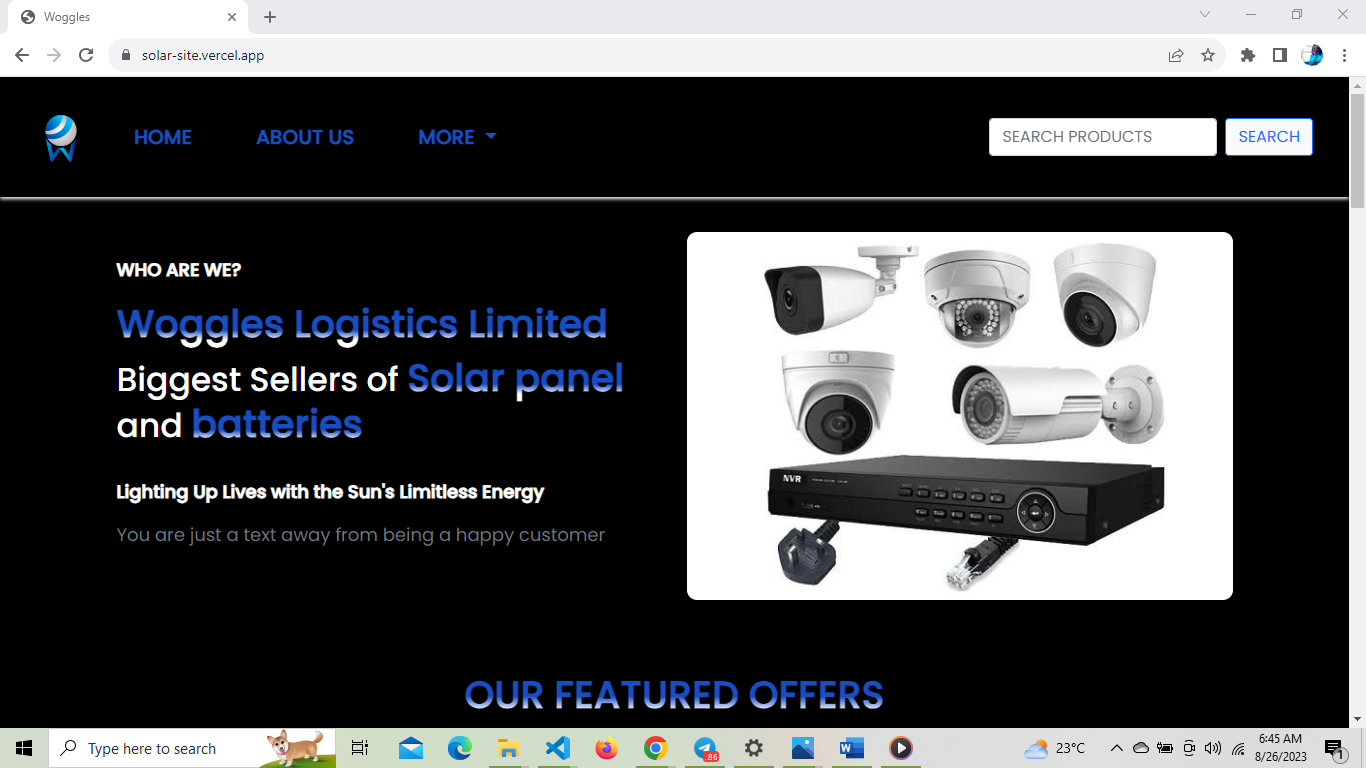 Woggles
solar-site.vercel.app
HOME ABOUT US MORE
SEARCH PRODUCTS SEARCH
WHO ARE WE?
Woggles Logistics Limited
Biggest Sellers of Solar panel
and batteries
Lighting Up Lives with the Sun's Limitless Energy
You are just a text away from being a happy customer
NVR
OUR FEATURED OFFERS
Type here to search
86
23°C
6:45 AM
8/26/2023
1